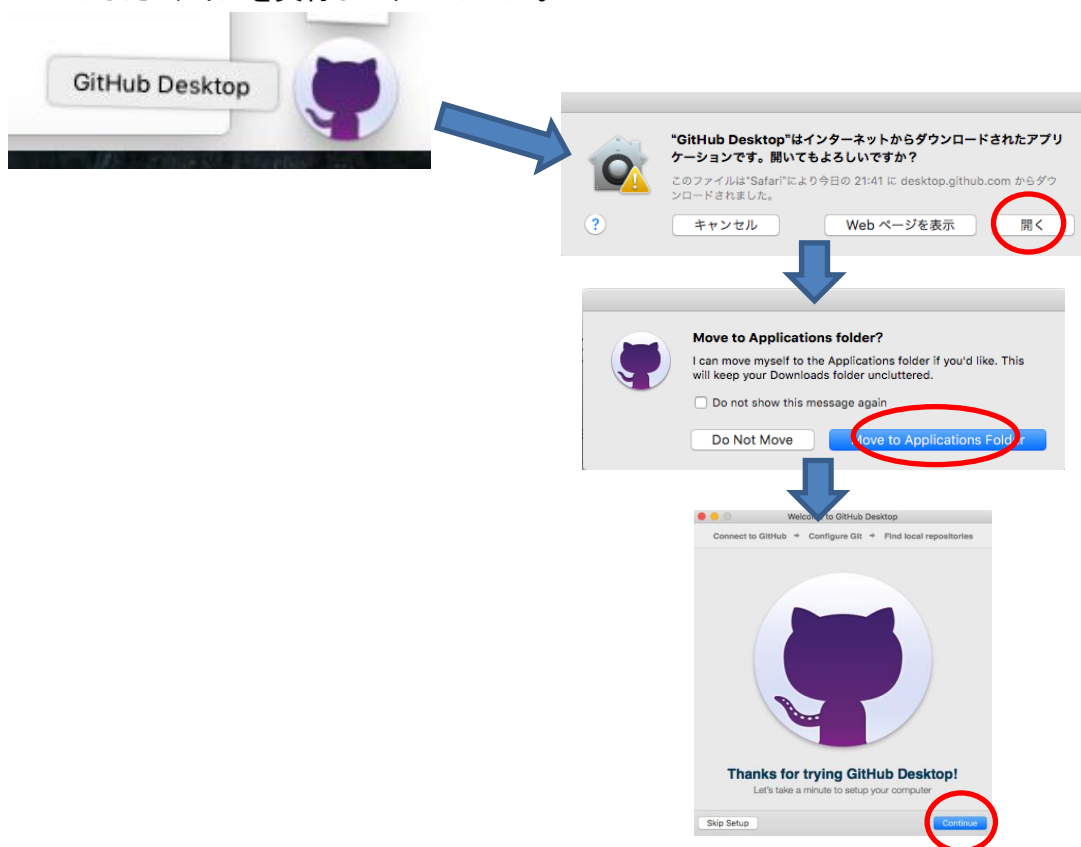 GitHub Desktop
"GitHub Desktop"はインターネットからダウンロードされたアプリ
ケーションです。開いてもよろしいですか？
このファイルは"Safari"により今日の 21:41 に desktop.github.com からダウ
ンロードされました。
?
キャンセル
Web ページを表示
開く
Move to Applications folder?
I can move myself to the Applications folder if you'd like. This
will keep your Downloads folder uncluttered.
Do not show this message again
Do Not Move
Move to Applications Folder
Welcome to GitHub Desktop
Connect to GitHub → Configure Git → Find local repositories
Thanks for trying GitHub Desktop!
Let's take a minute to setup your computer
Skip Setup
Continue